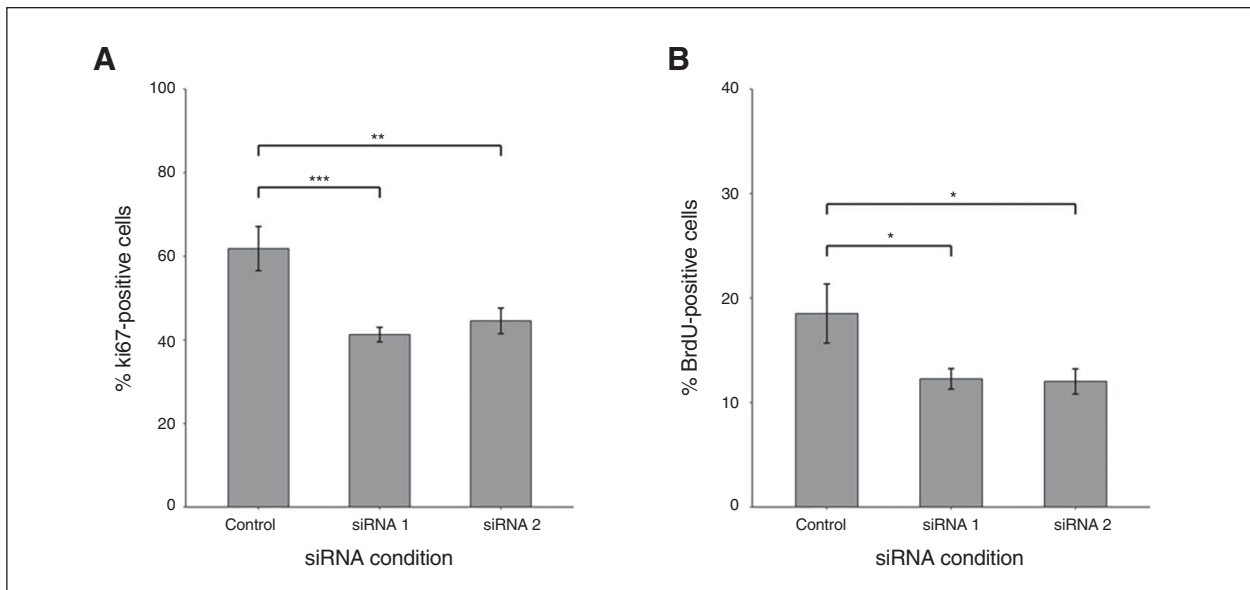 A
100
80
60
40
20
0
% ki67-positive cells
**
***
Control
siRNA 1
siRNA 2
siRNA condition
B
40
30
20
10
0
% BrdU-positive cells
*
*
Control
siRNA 1
siRNA 2
siRNA condition